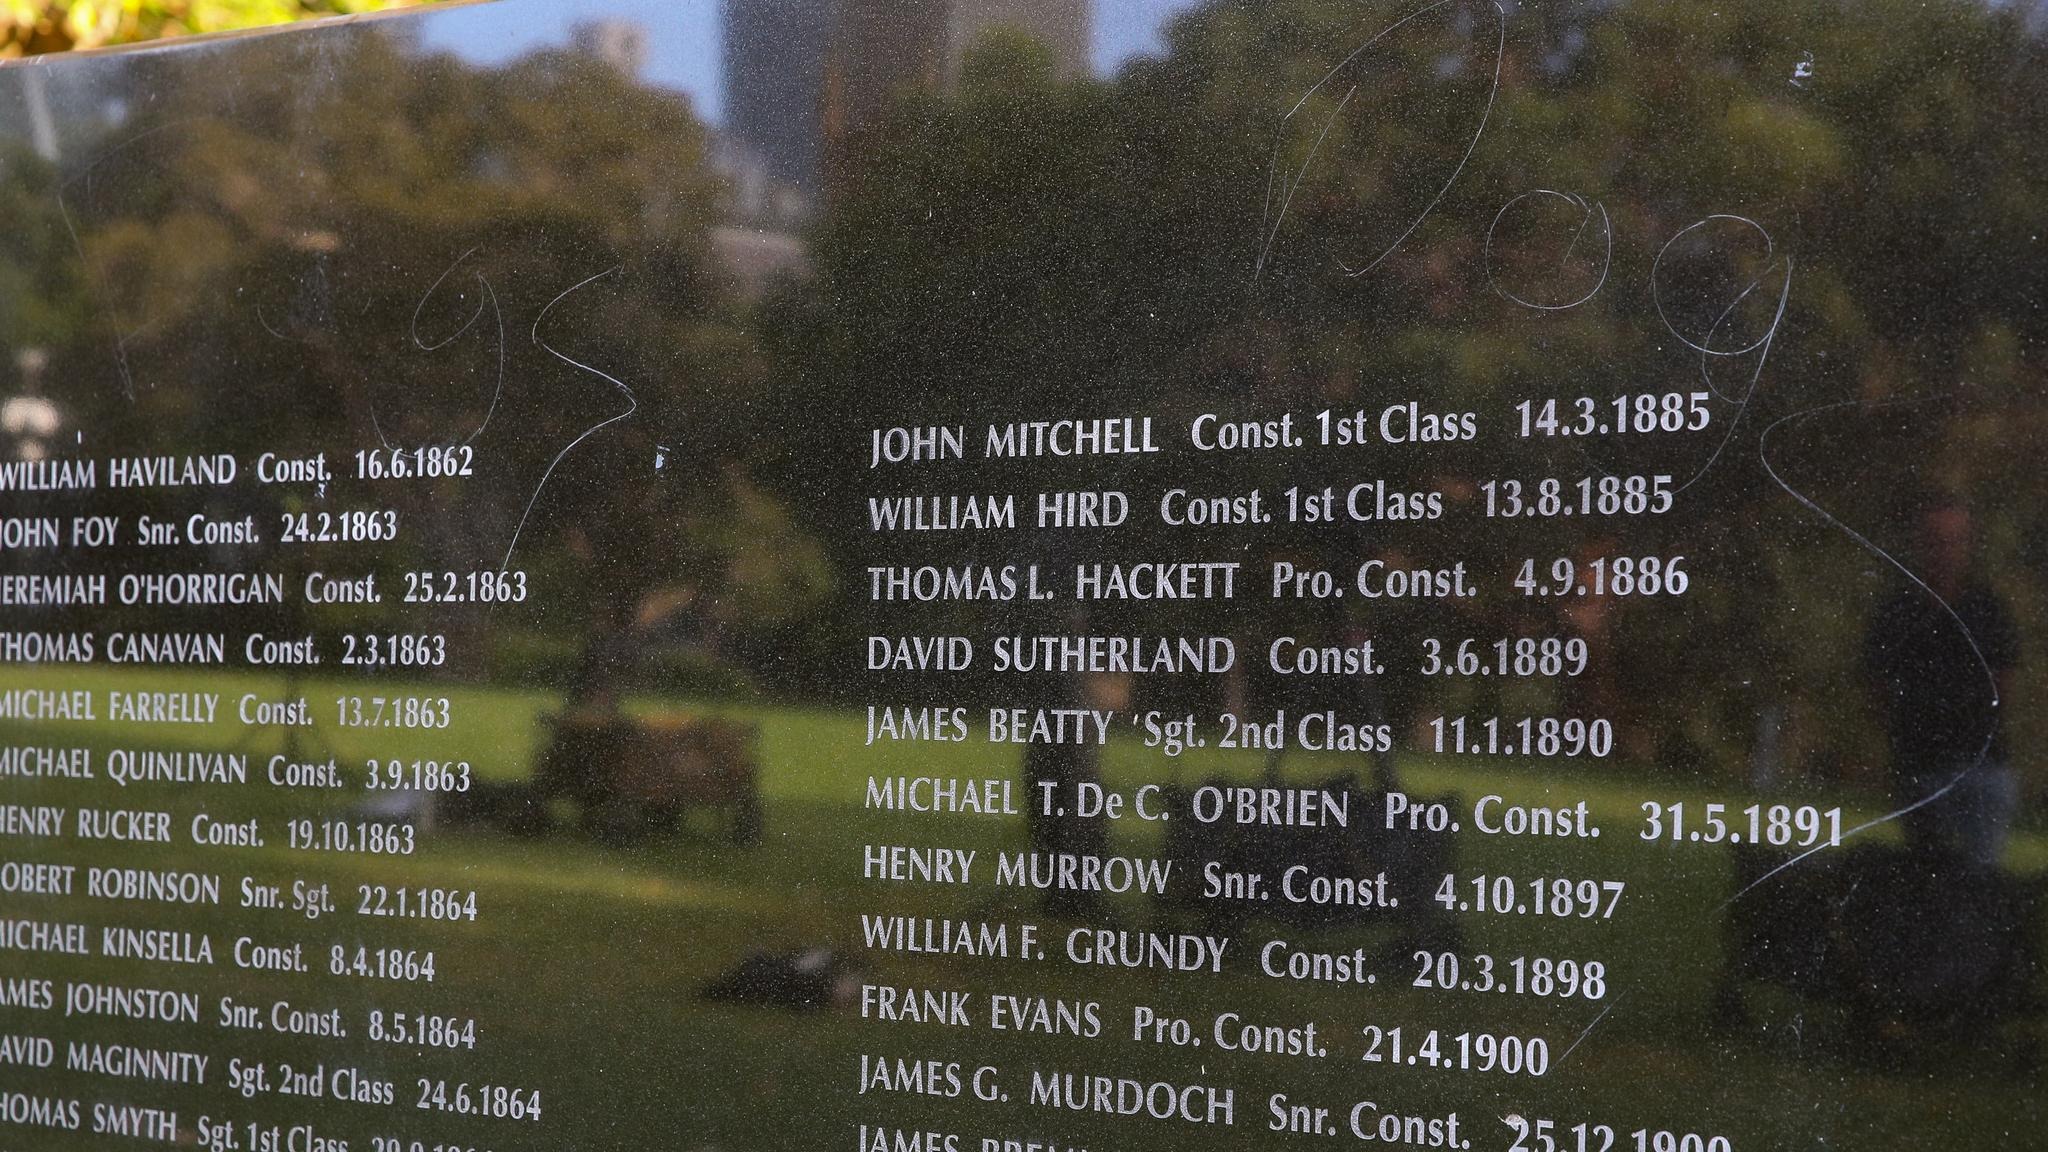 WILLIAM HAVILAND Const. 16.6.1862
JOHN FOY Snr. Const. 24.2.1863
JEREMIAH O'HORRIGAN Const. 25.2.1863
THOMAS CANAVAN Const. 2.3.1863
MICHAEL FARRELLY Const. 13.7.1863
MICHAEL QUINLIVAN Const. 3.9.1863
HENRY RUCKER Const. 19.10.1863
ROBERT ROBINSON Snr. Sgt. 22.1.1864
MICHAEL KINSELLA Const. 8.4.1864
JAMES JOHNSTON Snr. Const. 8.5.1864
DAVID MAGINNITY Sgt. 2nd Class 24.6.1864
THOMAS SMYTH Sgt. 1st Class
JOHN MITCHELL Const. 1st Class 14.3.1885
WILLIAM HIRD Const. 1st Class 13.8.1885
THOMAS L. HACKETT Pro. Const. 4.9.1886
DAVID SUTHERLAND Const. 3.6.1889
JAMES BEATTY Sgt. 2nd Class 11.1.1890
MICHAEL T. De C. O'BRIEN Pro. Const. 31.5.1891
HENRY MURROW Snr. Const. 4.10.1897
WILLIAM F. GRUNDY Const. 20.3.1898
FRANK EVANS Pro. Const. 21.4.1900
JAMES G. MURDOCH Snr. Const. 25.12.1900
JAMES